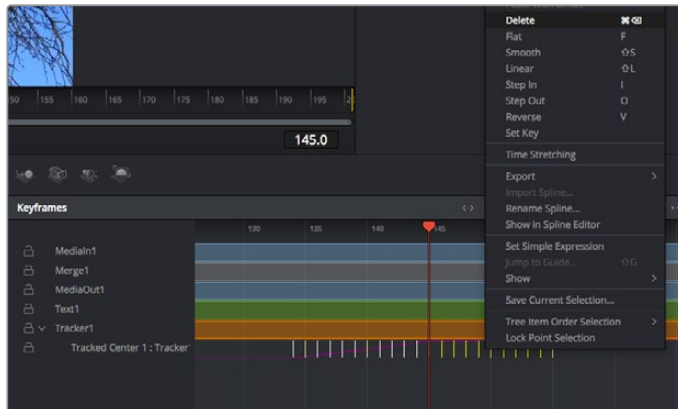 Delete ⌘⌫
Flat F
Smooth ⇧S
Linear ⇧L
Step In I
Step Out O
Reverse V
Set Key
Time Stretching
Export >
Import Spline...
Rename Spline...
Show in Spline Editor
Set Simple Expression
Jump to Guide... ⇧G
Show >
Save Current Selection...
Tree Item Order Selection >
Lock Point Selection
155 160 165 170 175 180 185 190 195
145.0
Keyframes
130 135 140 145
MediaIn1
Merge1
MediaOut1
Text1
Tracker1
Tracked Center 1 : Tracker